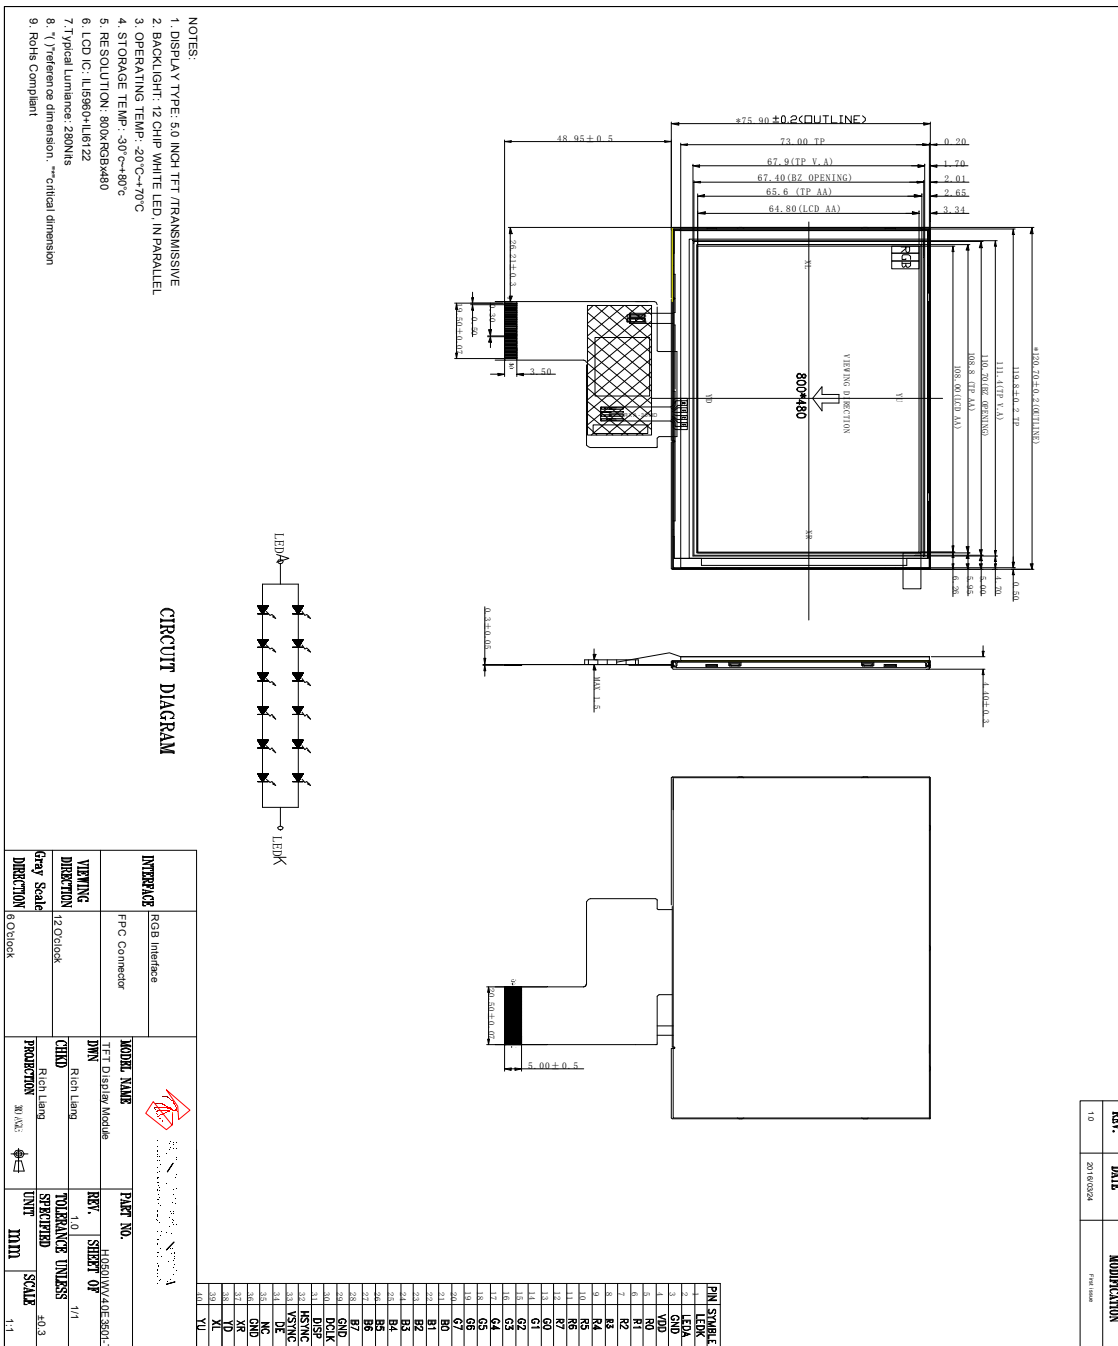 NOTES:
1. DISPLAY TYPE: 5.0 INCH TFT /TRANSMISSIVE
2. BACKLIGHT: 12 CHIP WHITE LED, IN PARALLEL
3. OPERATING TEMP: -20°C~+70°C
4. STORAGE TEMP: -30°c~+80°c
5. RESOLUTION: 800xRGBx480
6. LCD IC: ILI5960+ILI6122
7.Typical Lumiance: 280Nits
8. "( )"reference dimension. "*"critical dimension
9. RoHs Compliant
*75.90±0.2(OUTLINE)
48.95±0.5
73.00 TP
0.20
67.9(TP V.A)
1.70
67.40(BZ OPENING)
2.01
65.6 (TP AA)
2.65
64.80(LCD AA)
3.34
26.21±0.3
0.30
0.50
19.50±0.07
3.50
RGB
XL
VIEWING DIRECTION
800*480
YU
YD
XR
*120.70±0.2(OUTLINE)
119.8±0.2 TP
111.4(TP V.A)
110.70(BZ OPENING)
108.8 (TP AA)
108.00(LCD AA)
0.50
4.70
5.00
5.95
6.26
0.3±0.05
MAX 1.5
4.40±0.3
20.50±0.07
5.00±0.5
LEDA
LEDK
CIRCUIT DIAGRAM
REV.
DATE
MODIFICATION
1.0
2016/03/24
First Issue
INTERFACE
RGB Interface
FPC Connector
VIEWING DIRECTION
12 O'clock
Gray Scale DIRECTION
6 O'clock
MODEL NAME
TFT Display Module
PART NO.
DWN
Rich Liang
REV.
1.0
SHEET OF
1/1
CHKD
Rich Liang
TOLERANCE UNLESS SPECIFIED
±0.3
PROJECTION
UNIT
mm
SCALE
1:1
PIN SYMBLE
1 LEDK
2 LEDA
3 GND
4 VDD
5 R0
6 R1
7 R2
8 R3
9 R4
10 R5
11 R6
12 R7
13 G0
14 G1
15 G2
16 G3
17 G4
18 G5
19 G6
20 G7
21 B0
22 B1
23 B2
24 B3
25 B4
26 B5
27 B6
28 B7
29 GND
30 DCLK
31 DISP
32 HSYNC
33 VSYNC
34 DE
35 NC
36 GND
37 XR
38 YD
39 XL
40 YU